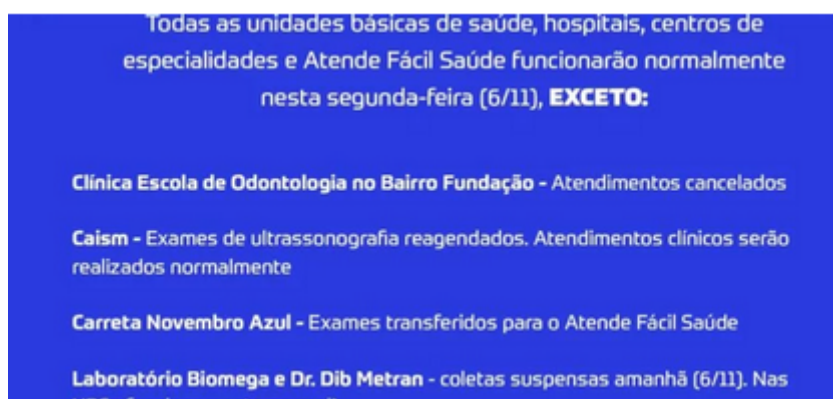 Todas as unidades básicas de saúde, hospitais, centros de
especialidades e Atende Fácil Saúde funcionarão normalmente
nesta segunda-feira (6/11), EXCETO:
Clínica Escola de Odontologia no Bairro Fundação - Atendimentos cancelados
Caism - Exames de ultrassonografia reagendados. Atendimentos clínicos serão
realizados normalmente
Carreta Novembro Azul - Exames transferidos para o Atende Fácil Saúde
Laboratório Biomega e Dr. Dib Metran - coletas suspensas amanhã (6/11). Nas